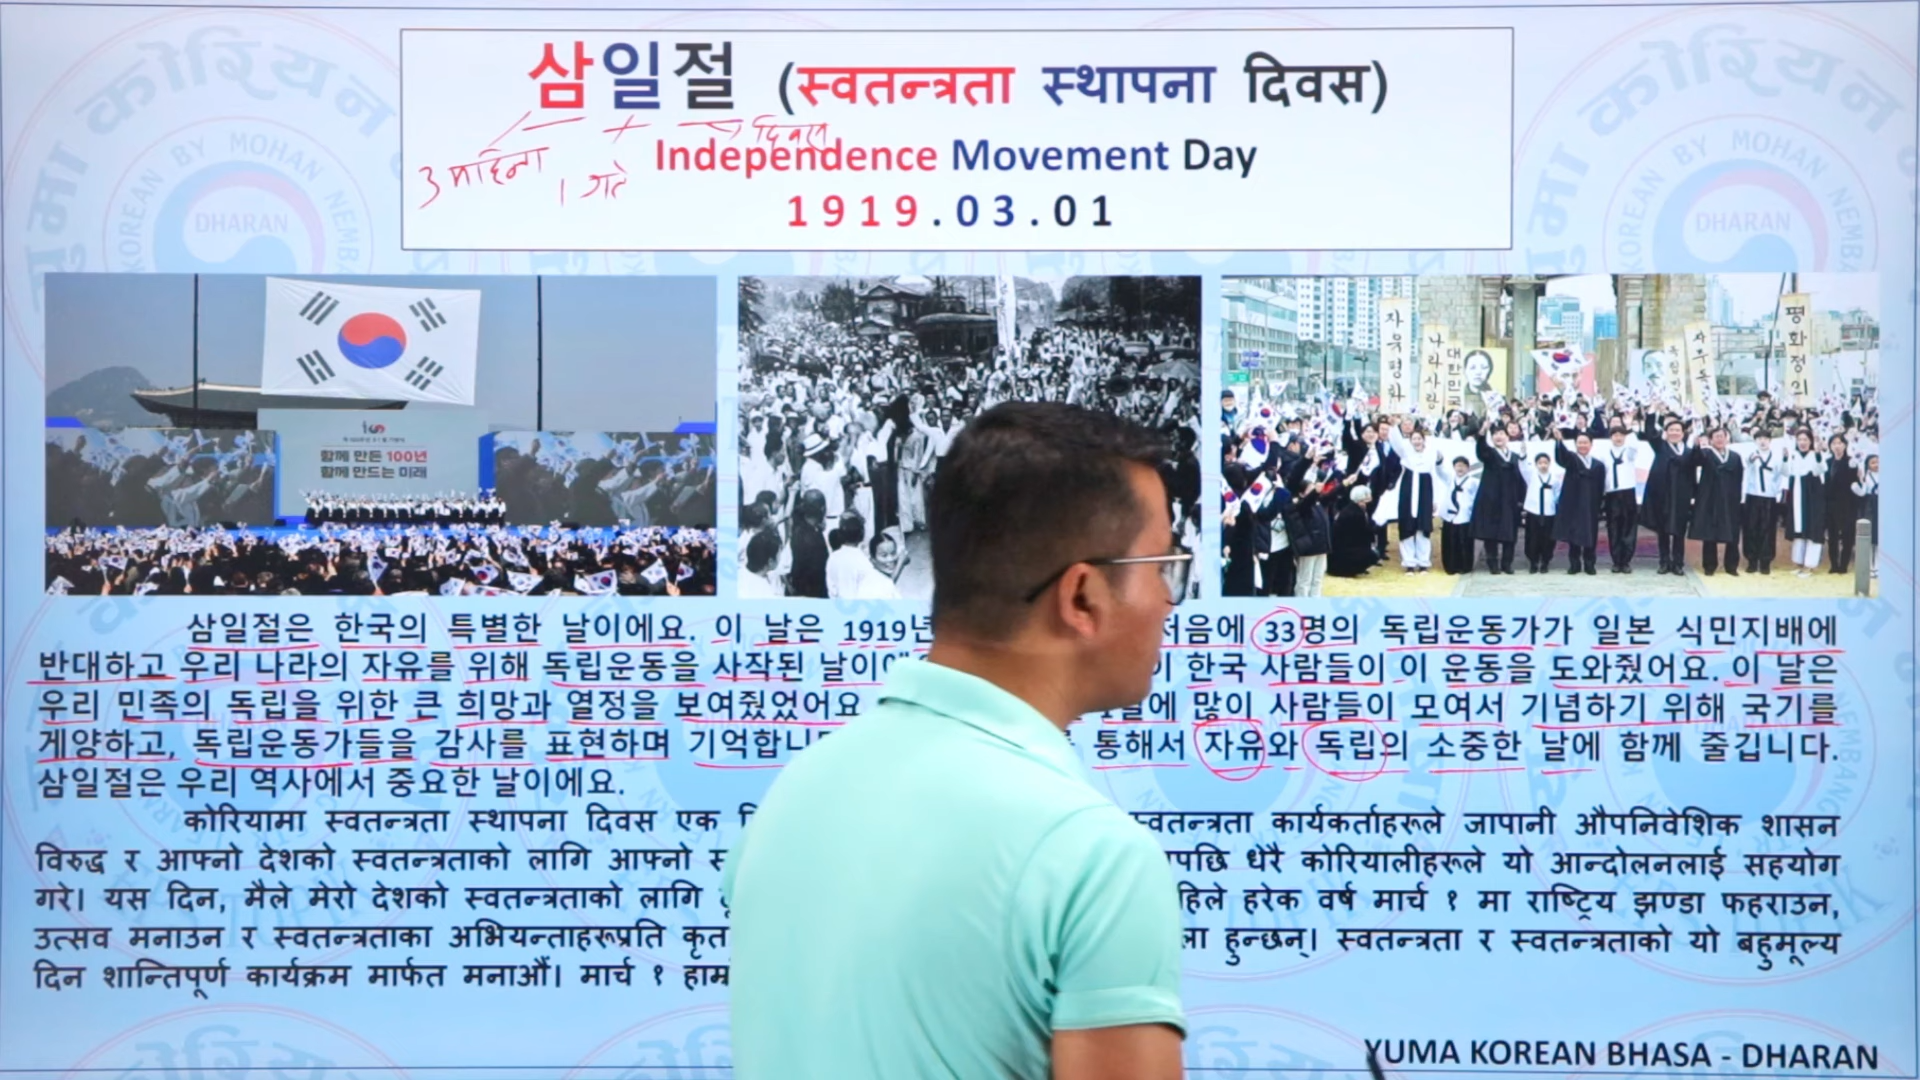 삼일절 (स्वतन्त्रता स्थापना दिवस)
३ महिना
१ गते
दिवस
Independence Movement Day
1919.03.01
함께 만든 100년
함께 만드는 미래
자유평화
나라사랑
대한민국
평화정의
삼일절은 한국의 특별한 날이에요. 이 날은 1919년 처음에 33명의 독립운동가가 일본 식민지배에
반대하고 우리 나라의 자유를 위해 독립운동을 사작된 한국 사람들이 이 운동을 도와줬어요. 이 날은
우리 민족의 독립을 위한 큰 희망과 열정을 보여줬었어요 많이 사람들이 모여서 기념하기 위해 국기를
게양하고, 독립운동가들을 감사를 표현하며 통해서 자유와 독립의 소중한 날에 함께 줄깁니다.
삼일절은 우리 역사에서 중요한 날이에요.
कोरियामा स्वतन्त्रता स्थापना दिवस एक स्वतन्त्रता कार्यकर्ताहरूले जापानी औपनिवेशिक शासन
विरुद्ध र आफ्नो देशको स्वतन्त्रताको लागि आफ्नो धेरै कोरियालीहरूले यो आन्दोलनलाई सहयोग
गरे। यस दिन, मैले मेरो देशको स्वतन्त्रताको लागि हरेक वर्ष मार्च १ मा राष्ट्रिय झण्डा फहराउन,
उत्सव मनाउन र स्वतन्त्रताका अभियन्ताहरूप्रति हुन्छन्। स्वतन्त्रता र स्वतन्त्रताको यो बहुमूल्य
दिन शान्तिपूर्ण कार्यक्रम मार्फत मनाऔं। मार्च १
YUMA KOREAN BHASA - DHARAN